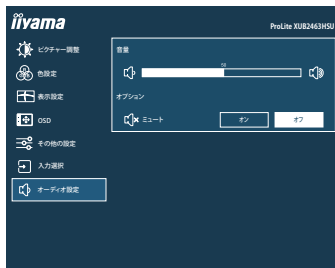 iiyama
ProLite XUB2463HSU
ピクチャー調整
色設定
表示設定
OSD
その他の設定
入力選択
オーディオ設定
音量
50
オプション
ミュート
オン
オフ